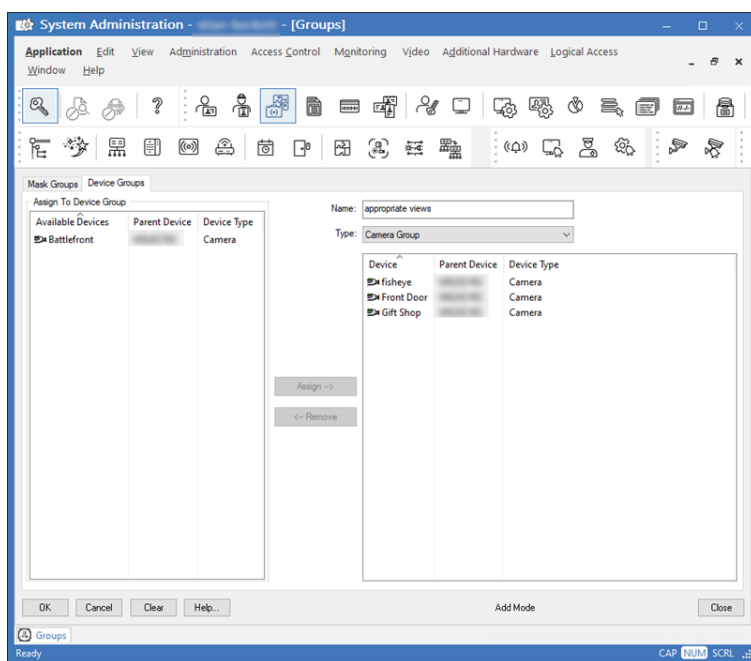 System Administration - - [Groups]
Application Edit View Administration Access Control Monitoring Video Additional Hardware Logical Access
Window Help
Mask Groups Device Groups
Assign To Device Group
Name: appropriate views
Available Devices Parent Device Device Type
Type: Camera Group
Battlefront Camera
Device Parent Device Device Type
fisheye Camera
Front Door Camera
Gift Shop Camera
Assign -->
<-- Remove
OK Cancel Clear Help... Add Mode Close
Groups
Ready CAP NUM SCRL